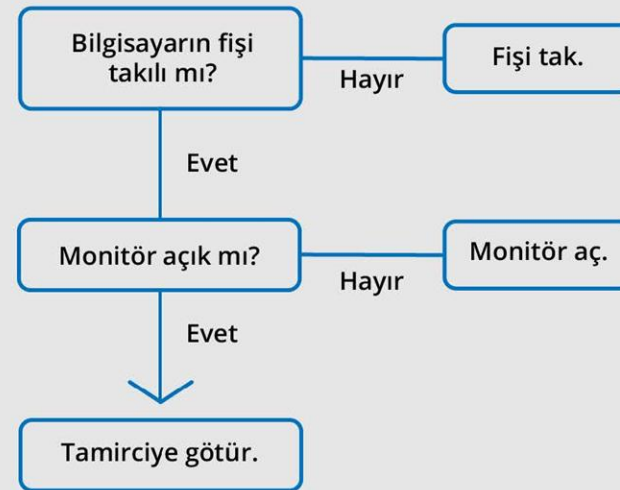 Bilgisayarın fişi
takılı mı?
Hayır
Fişi tak.
Evet
Monitör açık mı?
Hayır
Monitör aç.
Evet
Tamirciye götür.